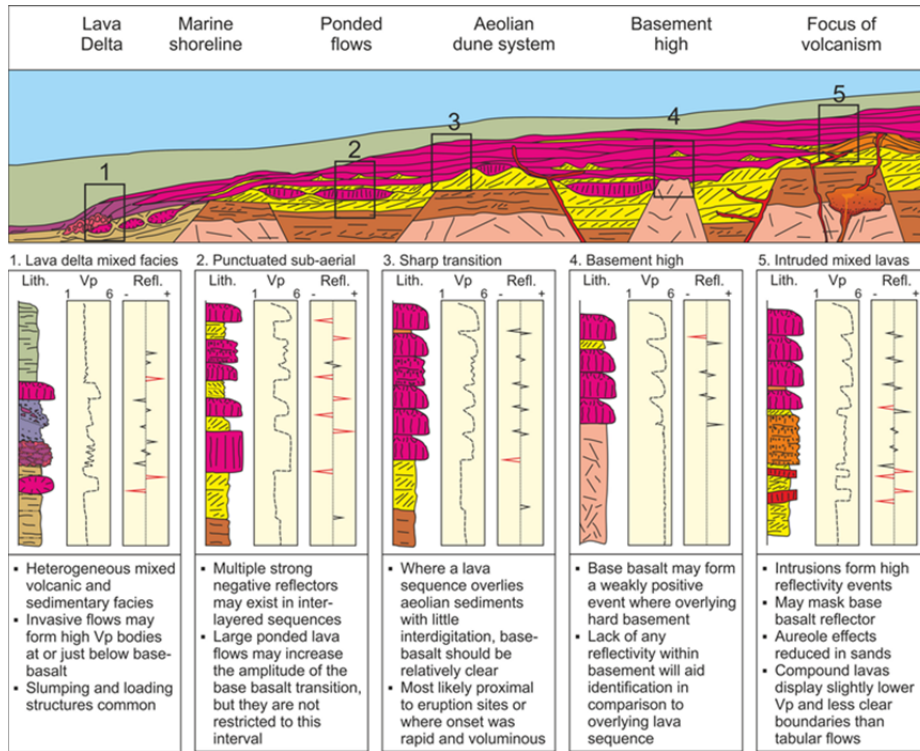 Lava
Delta
Marine
shoreline
Ponded
flows
Aeolian
dune system
Basement
high
Focus of
volcanism
1
2
3
4
5
1. Lava delta mixed facies
Lith. Vp Refl.
1 6 - +
2. Punctuated sub-aerial
Lith. Vp Refl.
1 6 - +
3. Sharp transition
Lith. Vp Refl.
1 6 - +
4. Basement high
Lith. Vp Refl.
1 6 - +
5. Intruded mixed lavas
Lith. Vp Refl.
1 6 - +
▪ Heterogeneous mixed
volcanic and
sedimentary facies
▪ Invasive flows may
form high Vp bodies
at or just below base-
basalt
▪ Slumping and loading
structures common
▪ Multiple strong
negative reflectors
may exist in inter-
layered sequences
▪ Large ponded lava
flows may increase
the amplitude of the
base basalt transition,
but they are not
restricted to this
interval
▪ Where a lava
sequence overlies
aeolian sediments
with little
interdigitation, base-
basalt should be
relatively clear
▪ Most likely proximal
to eruption sites or
where onset was
rapid and voluminous
▪ Base basalt may form
a weakly positive
event where overlying
hard basement
▪ Lack of any
reflectivity within
basement will aid
identification in
comparison to
overlying lava
sequence
▪ Intrusions form high
reflectivity events
▪ May mask base
basalt reflector
▪ Aureole effects
reduced in sands
▪ Compound lavas
display slightly lower
Vp and less clear
boundaries than
tabular flows